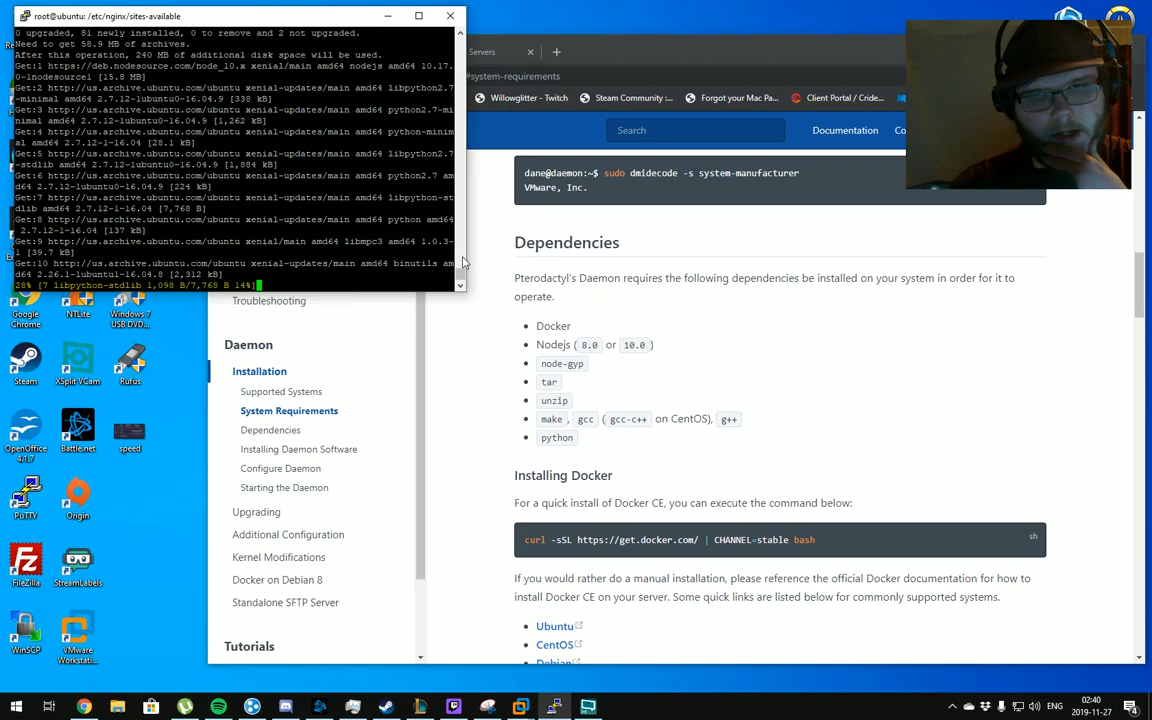 root@ubuntu: /etc/nginx/sites-available
0 upgraded, 81 newly installed, 0 to remove and 2 not upgraded.
Need to get 58.9 MB of archives.
After this operation, 240 MB of additional disk space will be used.
Get:1 https://deb.nodesource.com/node_10.x xenial/main amd64 nodejs amd64 10.17.
0-1nodesource1 [15.8 MB]
Get:2 http://us.archive.ubuntu.com/ubuntu xenial-updates/main amd64 libpython2.7
-minimal amd64 2.7.12-1ubuntu0~16.04.9 [338 kB]
Get:3 http://us.archive.ubuntu.com/ubuntu xenial-updates/main amd64 python2.7-mi
nimal amd64 2.7.12-1ubuntu0~16.04.9 [1,262 kB]
Get:4 http://us.archive.ubuntu.com/ubuntu xenial-updates/main amd64 python-minim
al amd64 2.7.12-1~16.04 [28.1 kB]
Get:5 http://us.archive.ubuntu.com/ubuntu xenial-updates/main amd64 libpython2.7
-stdlib amd64 2.7.12-1ubuntu0~16.04.9 [1,884 kB]
Get:6 http://us.archive.ubuntu.com/ubuntu xenial-updates/main amd64 python2.7 am
d64 2.7.12-1ubuntu0~16.04.9 [224 kB]
Get:7 http://us.archive.ubuntu.com/ubuntu xenial-updates/main amd64 libpython-st
dlib amd64 2.7.12-1~16.04 [7,768 B]
Get:8 http://us.archive.ubuntu.com/ubuntu xenial-updates/main amd64 python amd64
2.7.12-1~16.04 [137 kB]
Get:9 http://us.archive.ubuntu.com/ubuntu xenial/main amd64 libmpc3 amd64 1.0.3-
1 [39.7 kB]
Get:10 http://us.archive.ubuntu.com/ubuntu xenial-updates/main amd64 binutils am
d64 2.26.1-1ubuntu1~16.04.8 [2,312 kB]
28% [7 libpython-stdlib 1,098 B/7,768 B 14%]
Servers
#system-requirements
Willowglitter - Twitch
Steam Community:...
Forgot your Mac Pa...
Client Portal / Cride...
Search
Documentation
Co
dane@daemon:~$ sudo dmidecode -s system-manufacturer
VMware, Inc.
Dependencies
Pterodactyl's Daemon requires the following dependencies be installed on your system in order for it to
operate.
Docker
Nodejs ( 8.0 or 10.0 )
node-gyp
tar
unzip
make , gcc ( gcc-c++ on CentOS), g++
python
Installing Docker
For a quick install of Docker CE, you can execute the command below:
curl -sSL https://get.docker.com/ | CHANNEL=stable bash
sh
If you would rather do a manual installation, please reference the official Docker documentation for how to
install Docker CE on your server. Some quick links are listed below for commonly supported systems.
Ubuntu
CentOS
Debian
Troubleshooting
Daemon
Installation
Supported Systems
System Requirements
Dependencies
Installing Daemon Software
Configure Daemon
Starting the Daemon
Upgrading
Additional Configuration
Kernel Modifications
Docker on Debian 8
Standalone SFTP Server
Tutorials
Google
Chrome
NTLite
Windows 7
USB DVD...
Steam
XSplit VCam
Rufus
OpenOffice
4.1.7
Battle.net
speed
PuTTY
Origin
FileZilla
StreamLabels
WinSCP
VMware
Workstati...
ENG
02:40
2019-11-27
4